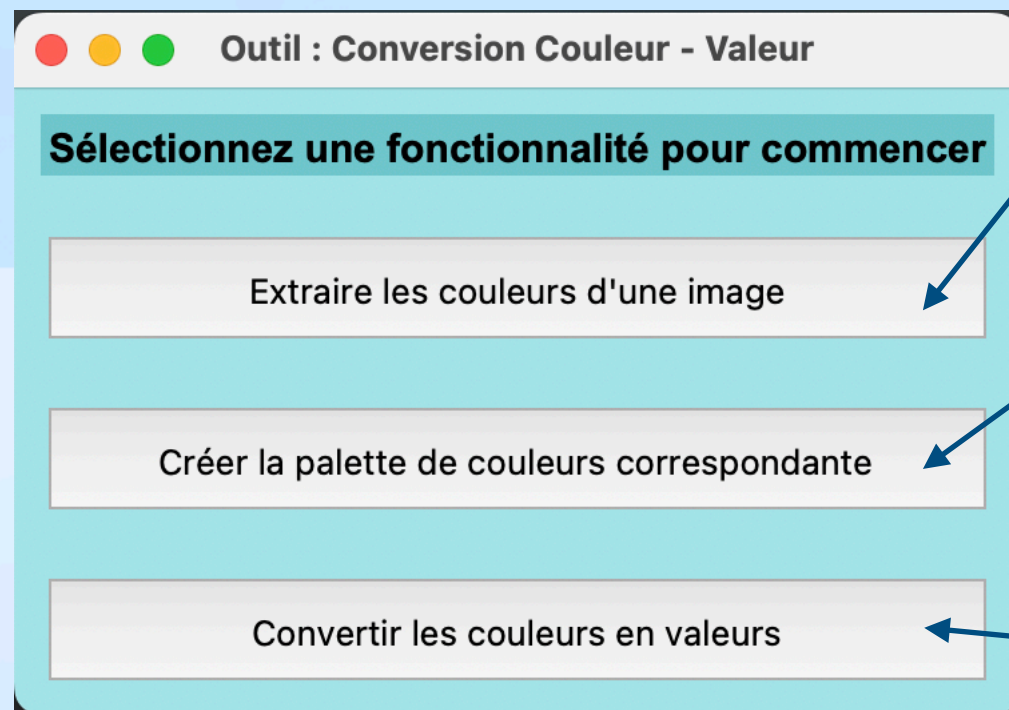 Outil : Conversion Couleur - Valeur
Sélectionnez une fonctionnalité pour commencer
Extraire les couleurs d'une image
Créer la palette de couleurs correspondante
Convertir les couleurs en valeurs